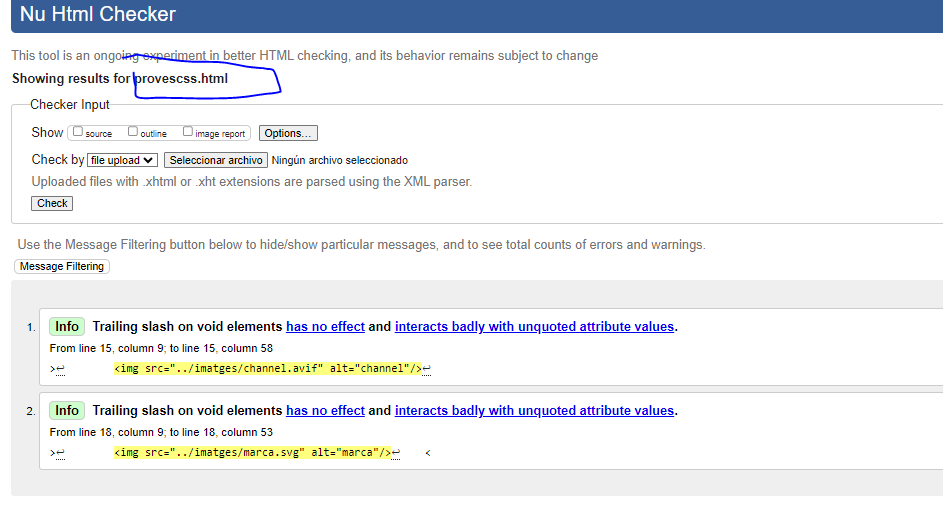 Nu Html Checker
This tool is an ongoing experiment in better HTML checking, and its behavior remains subject to change
Showing results for provescss.html
Checker Input
Show source outline image report Options...
Check by file upload Seleccionar archivo Ningún archivo seleccionado
Uploaded files with .xhtml or .xht extensions are parsed using the XML parser.
Check
Use the Message Filtering button below to hide/show particular messages, and to see total counts of errors and warnings.
Message Filtering
1. Info Trailing slash on void elements has no effect and interacts badly with unquoted attribute values.
From line 15, column 9; to line 15, column 58
>↩ <img src="../imatges/channel.avif" alt="channel"/>↩
2. Info Trailing slash on void elements has no effect and interacts badly with unquoted attribute values.
From line 18, column 9; to line 18, column 53
>↩ <img src="../imatges/marca.svg" alt="marca"/>↩ <